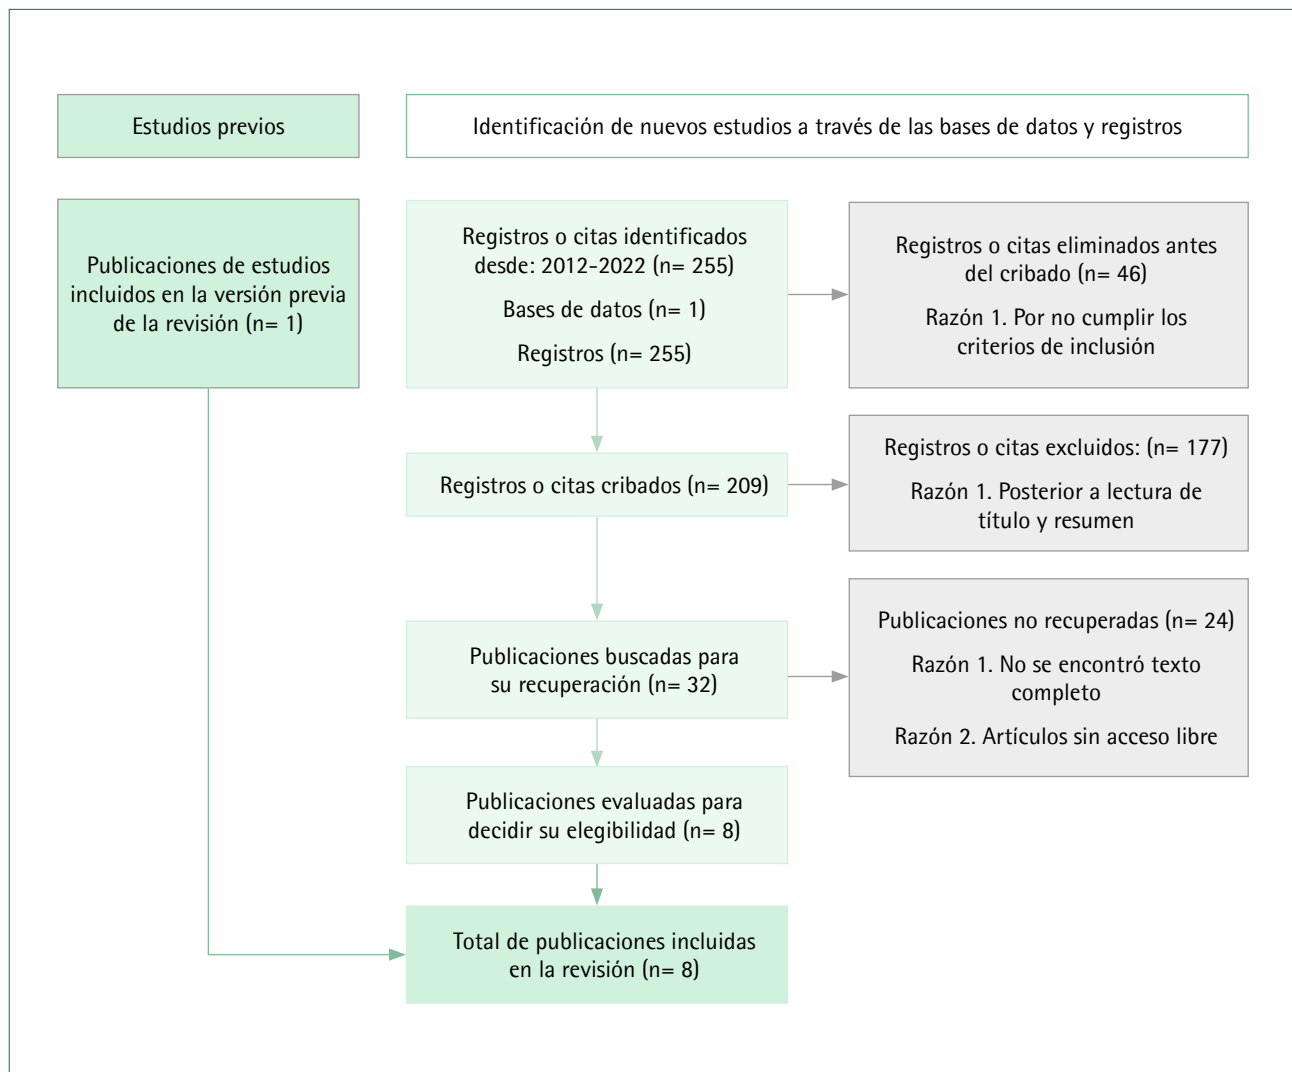 Estudios previos
Identificación de nuevos estudios a través de las bases de datos y registros
Publicaciones de estudios
incluidos en la versión previa
de la revisión (n= 1)
Registros o citas identificados
desde: 2012-2022 (n= 255)
Bases de datos (n= 1)
Registros (n= 255)
Registros o citas eliminados antes
del cribado (n= 46)
Razón 1. Por no cumplir los
criterios de inclusión
Registros o citas cribados (n= 209)
Registros o citas excluidos: (n= 177)
Razón 1. Posterior a lectura de
título y resumen
Publicaciones buscadas para
su recuperación (n= 32)
Publicaciones no recuperadas (n= 24)
Razón 1. No se encontró texto
completo
Razón 2. Artículos sin acceso libre
Publicaciones evaluadas para
decidir su elegibilidad (n= 8)
Total de publicaciones incluidas
en la revisión (n= 8)